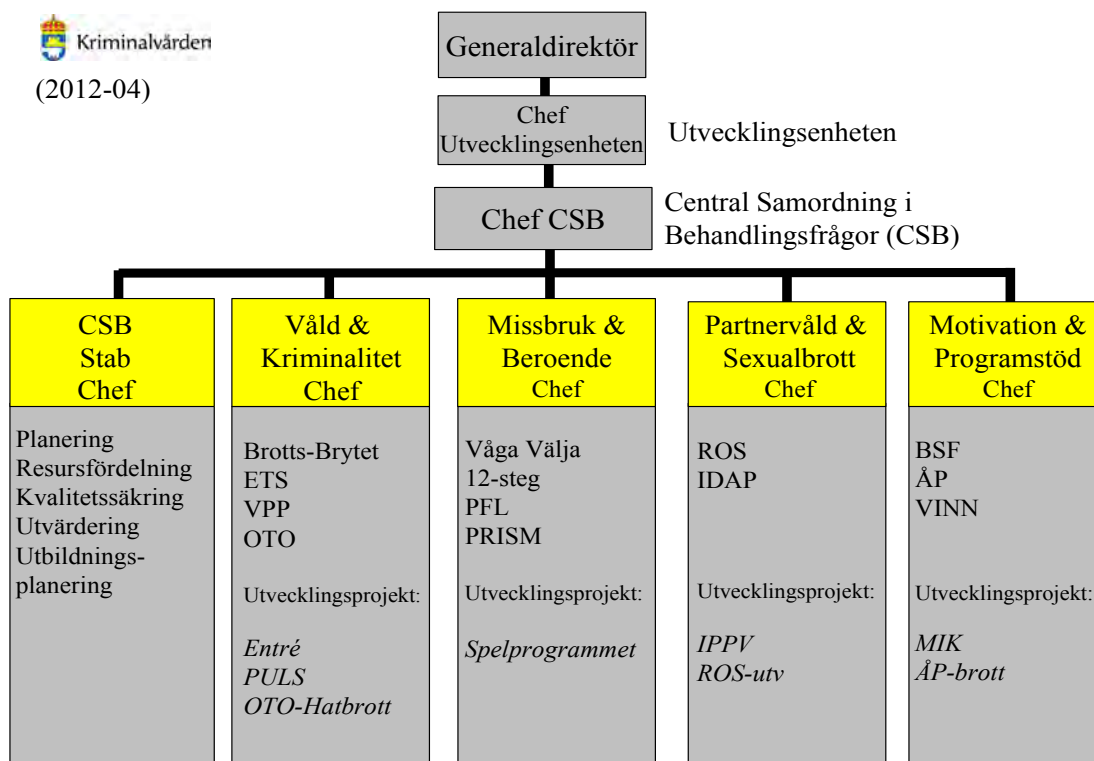 Kriminalvården
(2012-04)
Generaldirektör
Chef
Utvecklingsenheten
Utvecklingsenheten
Chef CSB
Central Samordning i
Behandlingsfrågor (CSB)
CSB
Stab
Chef
Planering
Resursfördelning
Kvalitetssäkring
Utvärdering
Utbildnings-
planering
Våld &
Kriminalitet
Chef
Brotts-Brytet
ETS
VPP
OTO
Utvecklingsprojekt:
Entré
PULS
OTO-Hatbrott
Missbruk &
Beroende
Chef
Våga Välja
12-steg
PFL
PRISM
Utvecklingsprojekt:
Spelprogrammet
Partnervåld &
Sexualbrott
Chef
ROS
IDAP
Utvecklingsprojekt:
IPPV
ROS-utv
Motivation &
Programstöd
Chef
BSF
ÅP
VINN
Utvecklingsprojekt:
MIK
ÅP-brott